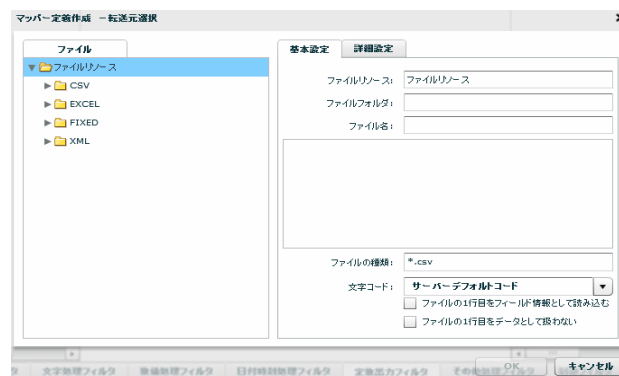 マッパー定義作成 －転送元選択
ファイル
ファイルリソース
CSV
EXCEL
FIXED
XML
基本設定 詳細設定
ファイルリソース: ファイルリソース
ファイルフォルダ:
ファイル名:
ファイルの種類: *.csv
文字コード: サーバーデフォルトコード
ファイルの1行目をフィールド情報として読み込む
ファイルの1行目をデータとして扱わない
OK キャンセル
文字処理フィルタ 数値処理フィルタ 日付時刻処理フィルタ 定義出力フィルタ